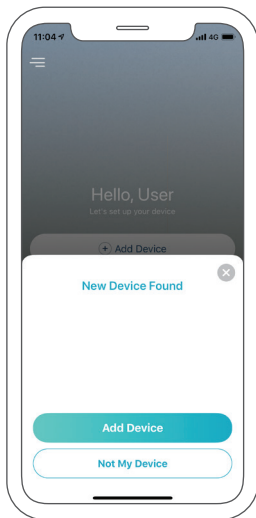 11:04
4G
Hello, User
Let's set up your device
Add Device
New Device Found
Add Device
Not My Device